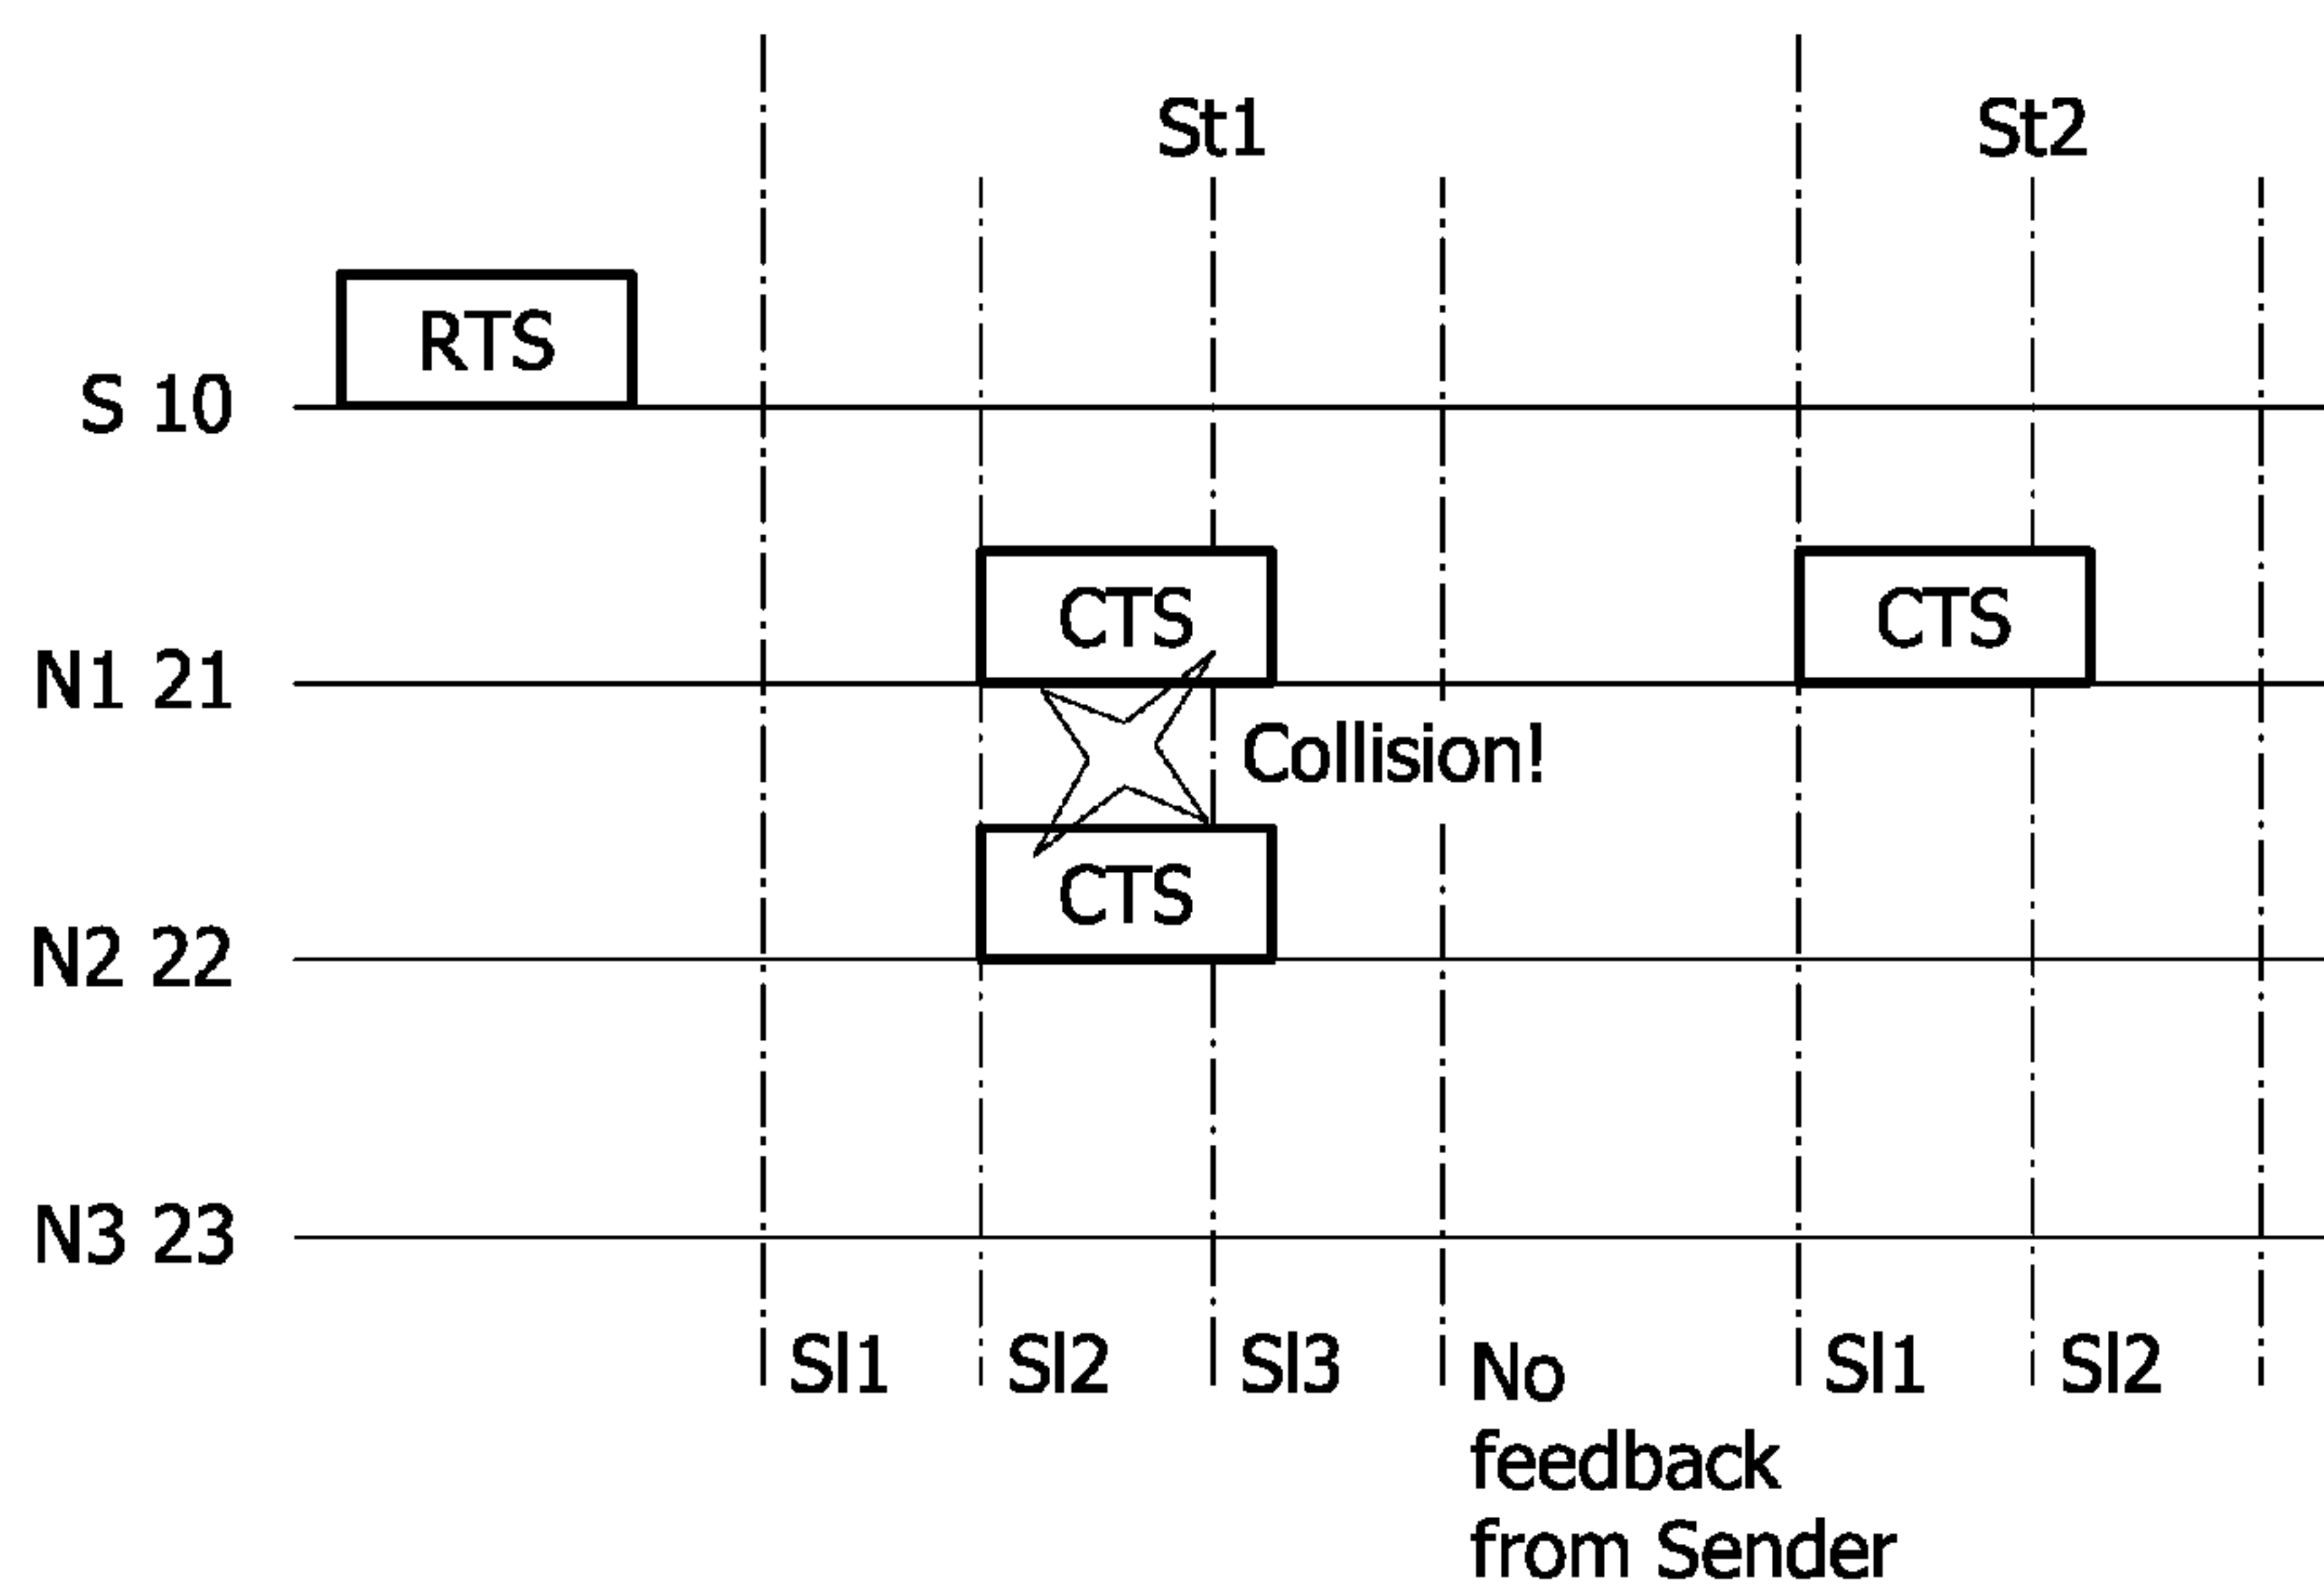 St1 St2
RTS
S 10
CTS CTS
N1 21
Collision!
CTS
N2 22
N3 23
Sl1 Sl2 Sl3 No Sl1 Sl2
feedback
from Sender